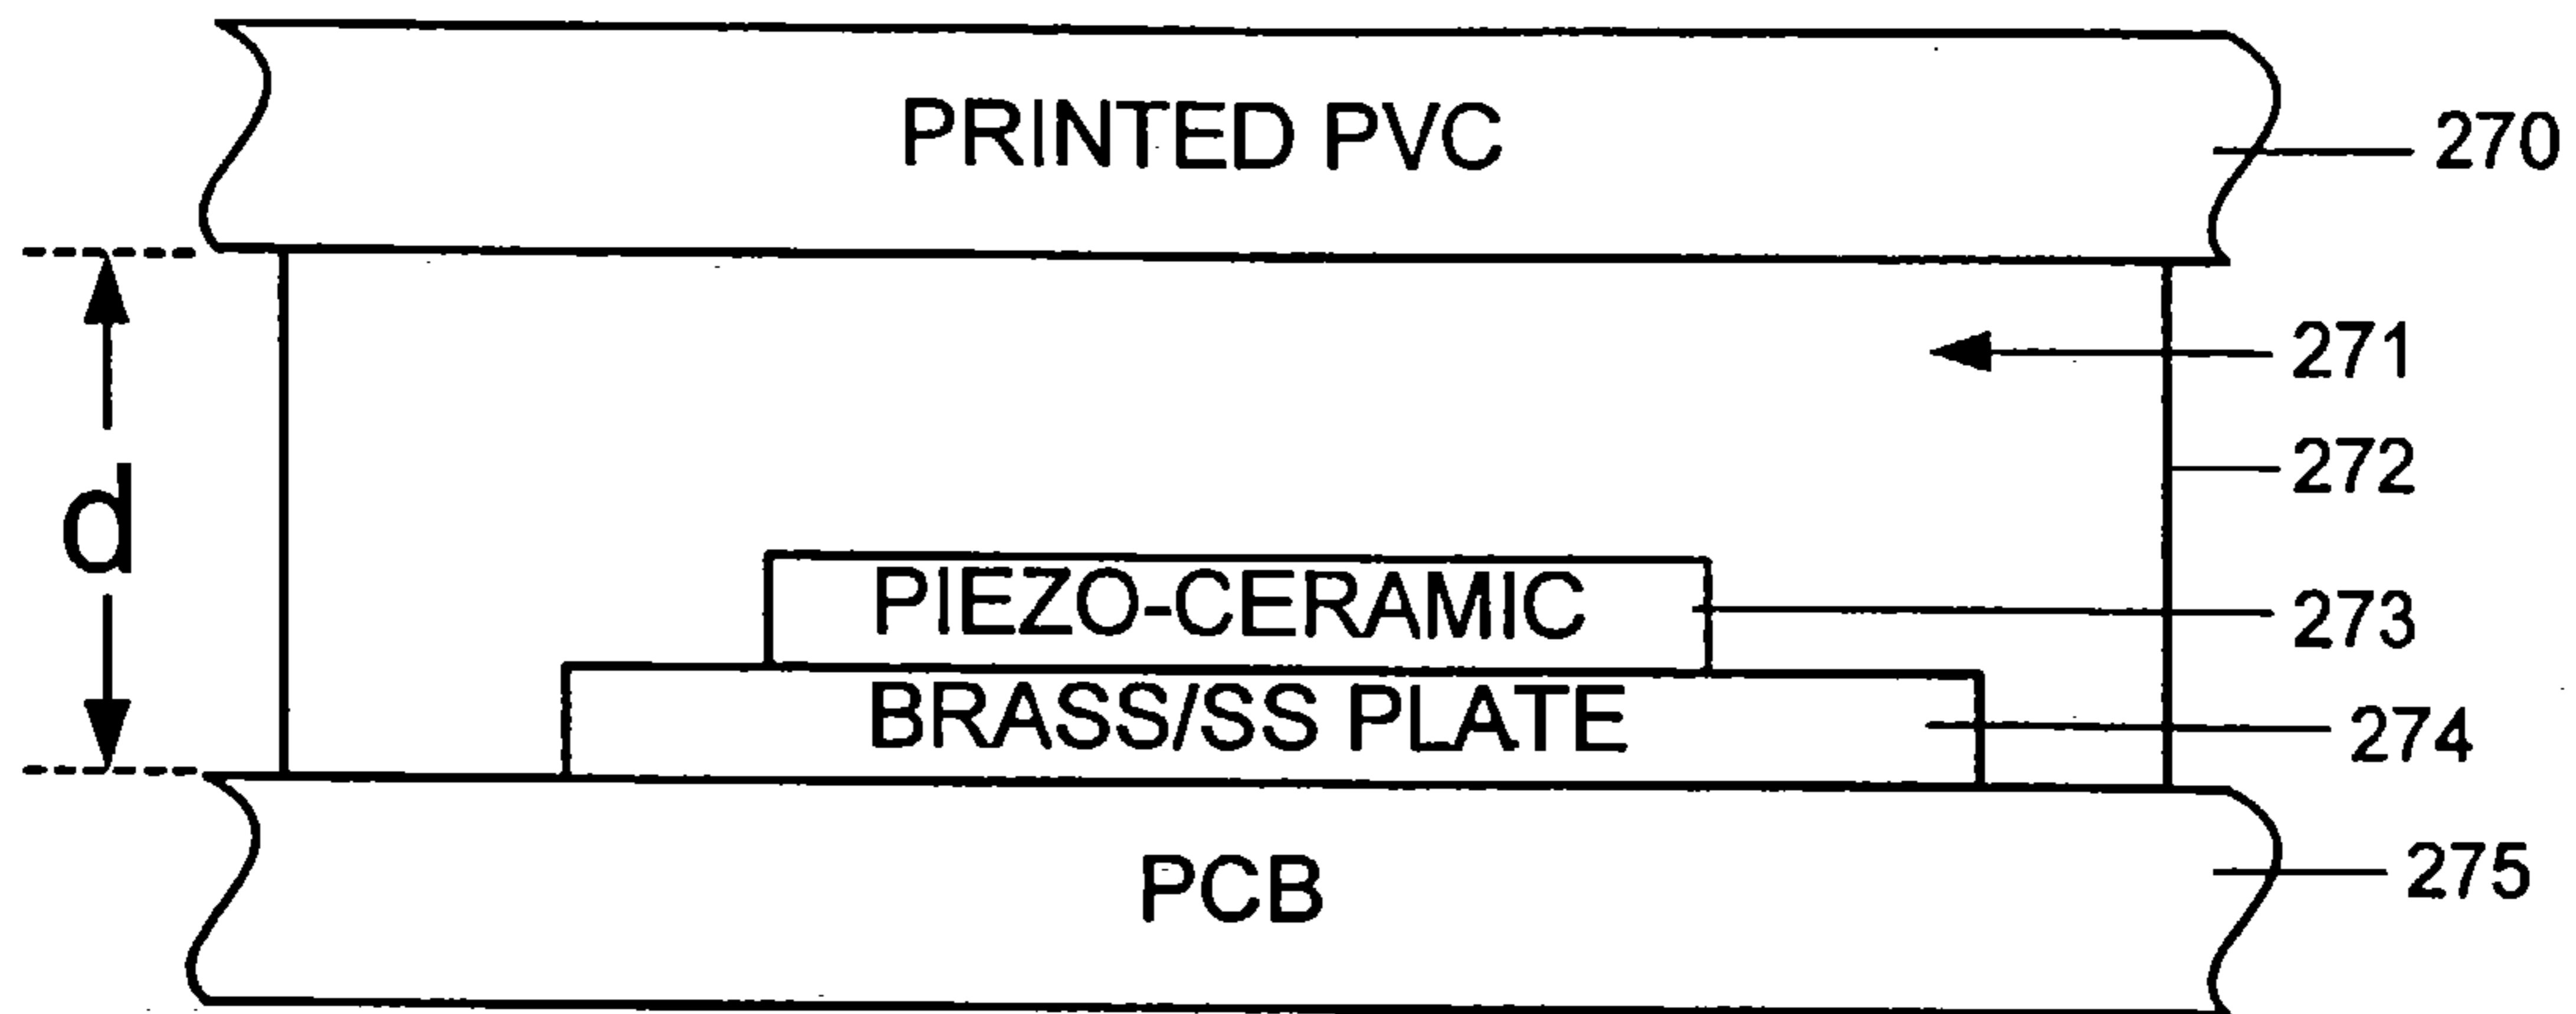 PRINTED PVC
270
271
272
d
PIEZO-CERAMIC
273
BRASS/SS PLATE
274
PCB
275